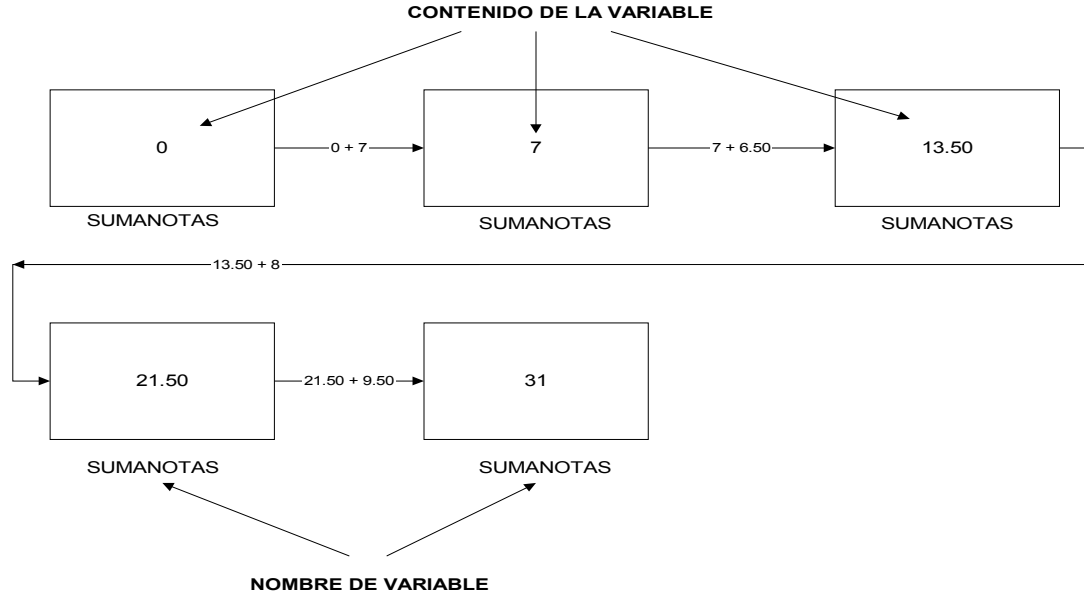 CONTENIDO DE LA VARIABLE
0
0 + 7
7
7 + 6.50
13.50
SUMANOTAS
SUMANOTAS
SUMANOTAS
13.50 + 8
21.50
21.50 + 9.50
31
SUMANOTAS
SUMANOTAS
NOMBRE DE VARIABLE